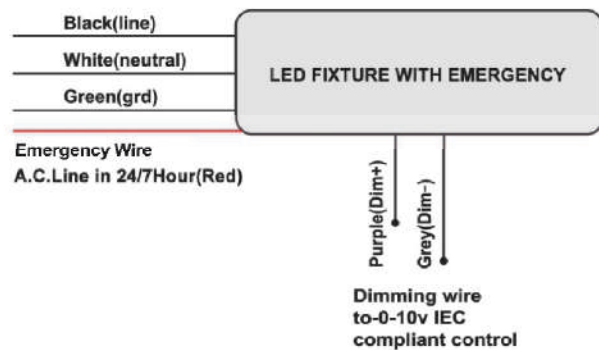 Black(line)
White(neutral)
Green(grd)
LED FIXTURE WITH EMERGENCY
Emergency Wire
A.C.Line in 24/7Hour(Red)
Purple(Dim+)
Grey(Dim-)
Dimming wire
to-0-10v IEC
compliant control